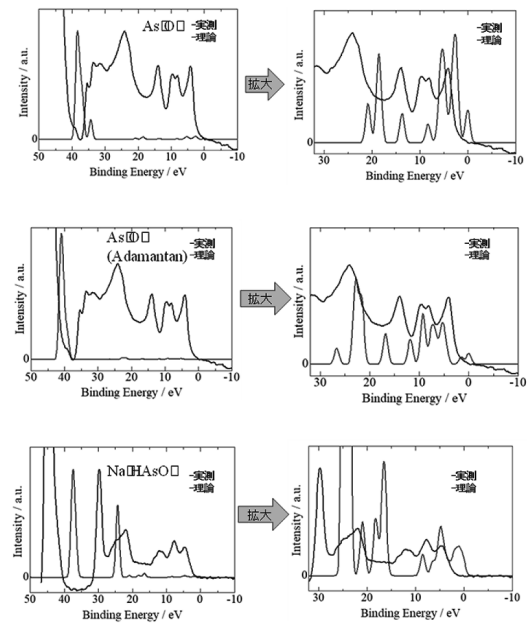 As□O□
-実測
-理論
Intensity / a.u.
0
50 40 30 20 10 0 -10
Binding Energy / eV
拡大
-実測
-理論
Intensity / a.u.
0
30 20 10 0 -10
Binding Energy / eV
As□O□
(Adamantan)
-実測
-理論
Intensity / a.u.
0
50 40 30 20 10 0 -10
Binding Energy / eV
拡大
-実測
-理論
Intensity / a.u.
0
30 20 10 0 -10
Binding Energy / eV
Na□HAsO□
-実測
-理論
Intensity / a.u.
0
50 40 30 20 10 0 -10
Binding Energy / eV
拡大
-実測
-理論
Intensity / a.u.
0
30 20 10 0 -10
Binding Energy / eV